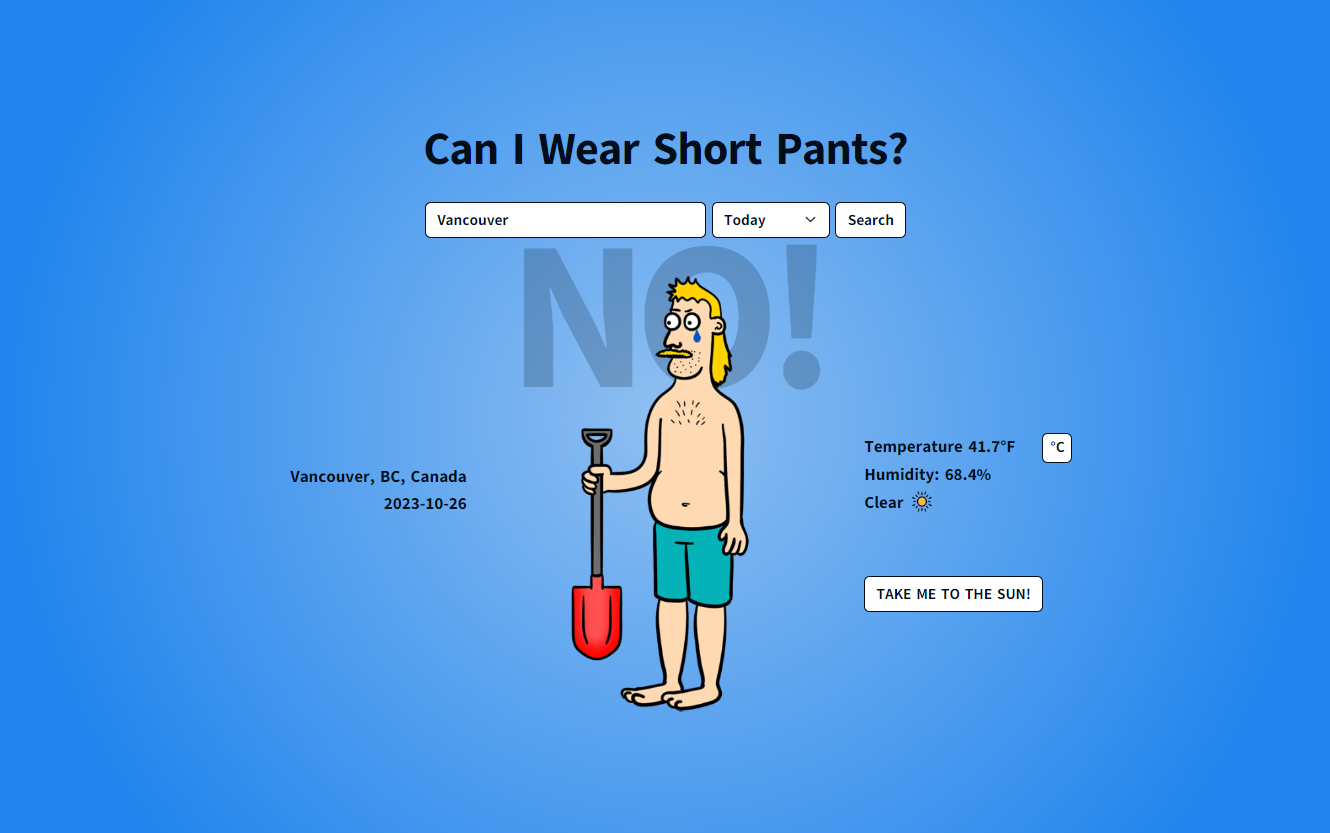 Can I Wear Short Pants?
Vancouver
Today
Search
NO!
Vancouver, BC, Canada
2023-10-26
Temperature 41.7°F
°C
Humidity: 68.4%
Clear
TAKE ME TO THE SUN!